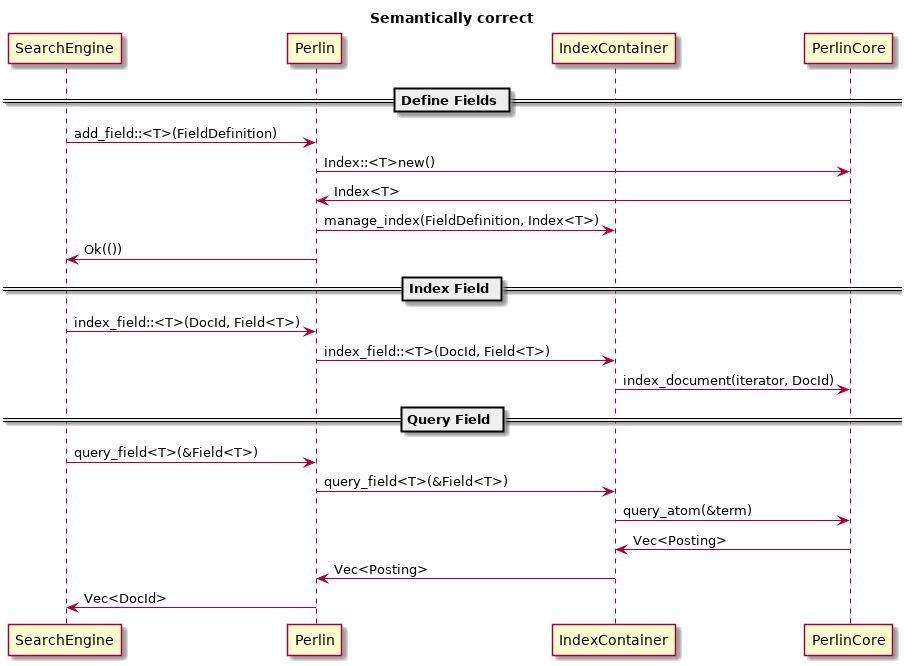 Semantically correct
SearchEngine Perlin IndexContainer PerlinCore
Define Fields
add_field::<T>(FieldDefinition)
Index::<T>new()
Index<T>
manage_index(FieldDefinition, Index<T>)
Ok(())
Index Field
index_field::<T>(DocId, Field<T>)
index_field::<T>(DocId, Field<T>)
index_document(iterator, DocId)
Query Field
query_field<T>(&Field<T>)
query_field<T>(&Field<T>)
query_atom(&term)
Vec<Posting>
Vec<Posting>
Vec<DocId>
SearchEngine Perlin IndexContainer PerlinCore